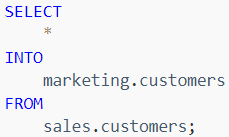 SELECT
    *
INTO
    marketing.customers
FROM
    sales.customers;